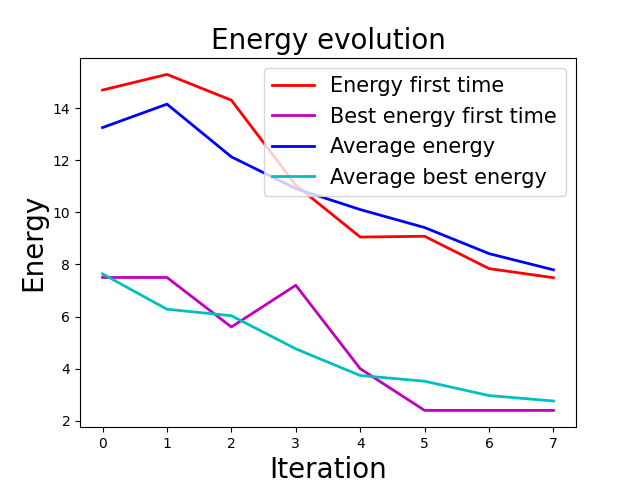 Energy evolution
Energy
14
12
10
8
6
4
2
Energy first time
Best energy first time
Average energy
Average best energy
0 1 2 3 4 5 6 7
Iteration